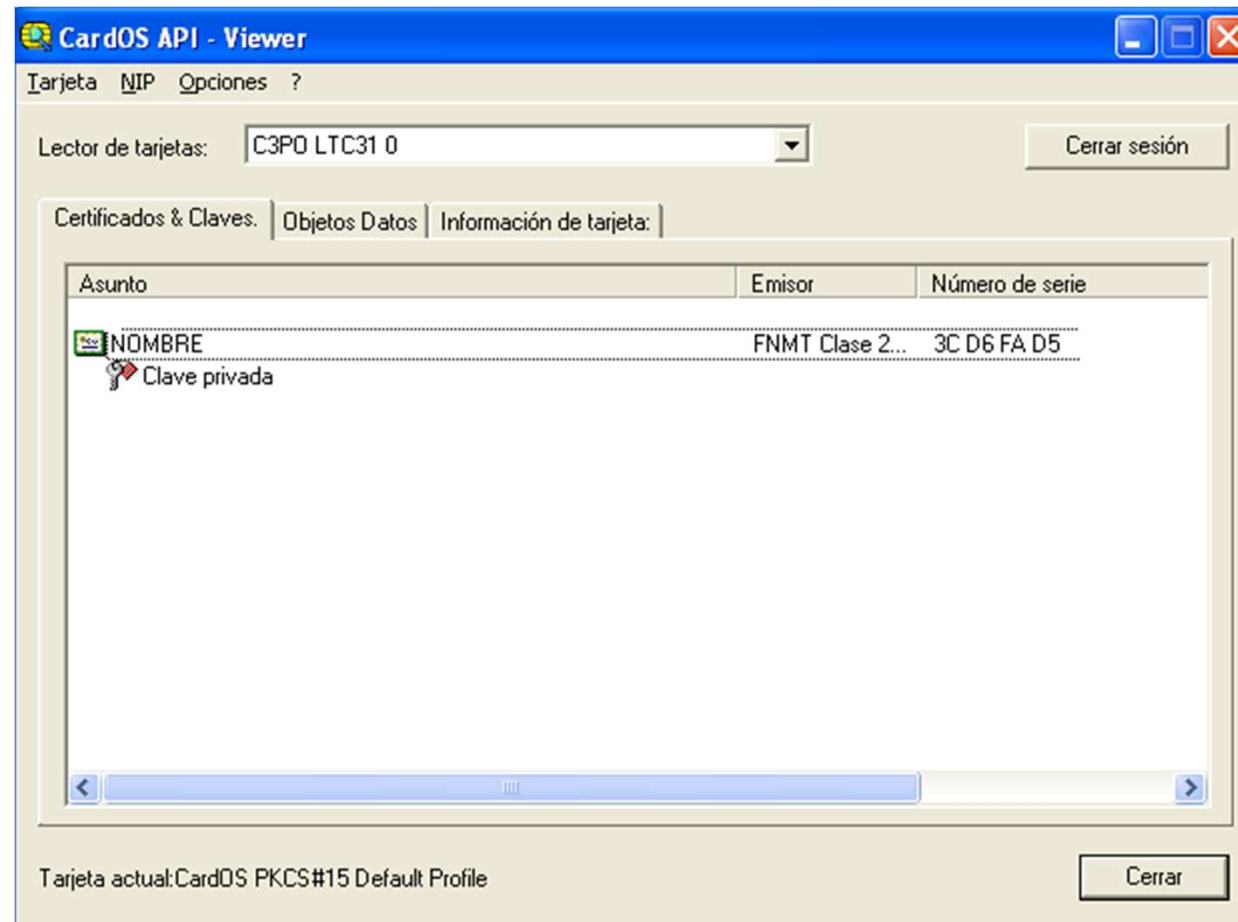 CardOS API - Viewer
Tarjeta NIP Opciones ?
Lector de tarjetas: C3PO LTC31 0 Cerrar sesión
Certificados & Claves. Objetos Datos Información de tarjeta:
Asunto Emisor Número de serie
NOMBRE FNMT Clase 2... 3C D6 FA D5
Clave privada
Tarjeta actual:CardOS PKCS#15 Default Profile Cerrar